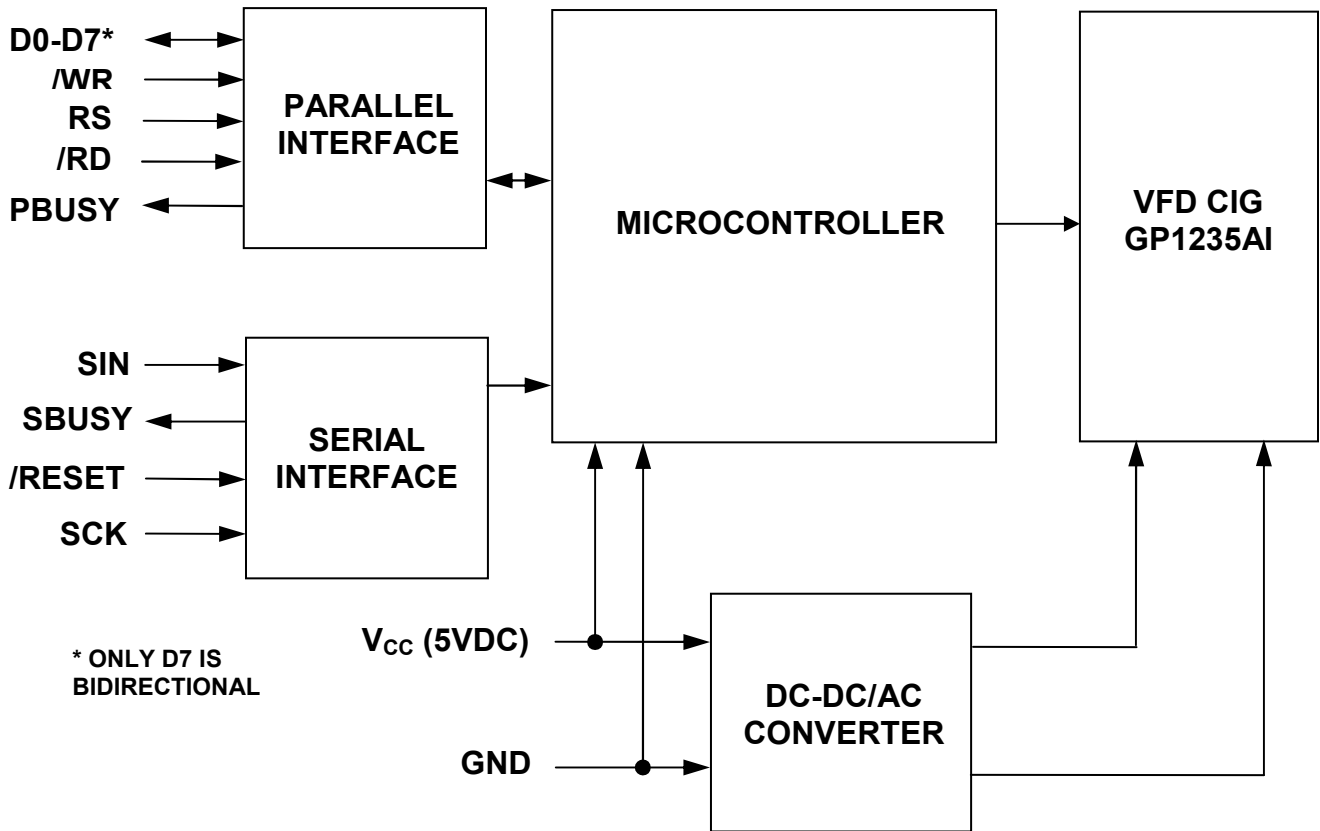 D0-D7*
/WR
RS
/RD
PBUSY
PARALLEL
INTERFACE
MICROCONTROLLER
VFD CIG
GP1235AI
SIN
SBUSY
/RESET
SCK
SERIAL
INTERFACE
* ONLY D7 IS
BIDIRECTIONAL
VCC (5VDC)
GND
DC-DC/AC
CONVERTER